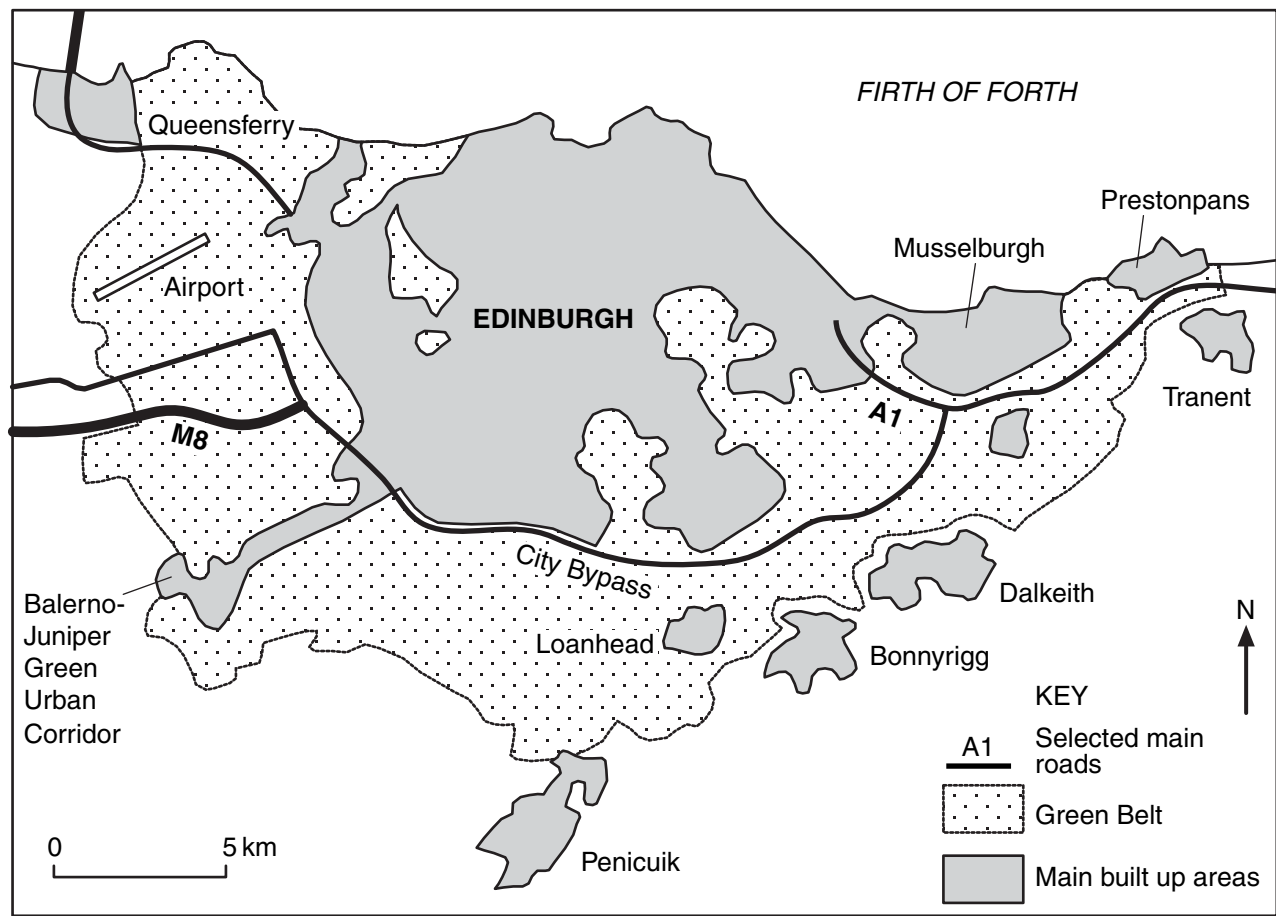 FIRTH OF FORTH
Queensferry
Prestonpans
Musselburgh
Airport
EDINBURGH
Tranent
A1
M8
City Bypass
Balerno-
Juniper
Green
Urban
Corridor
Loanhead
Dalkeith
Bonnyrigg
N
Penicuik
0 5 km
KEY
A1 Selected main
roads
Green Belt
Main built up areas